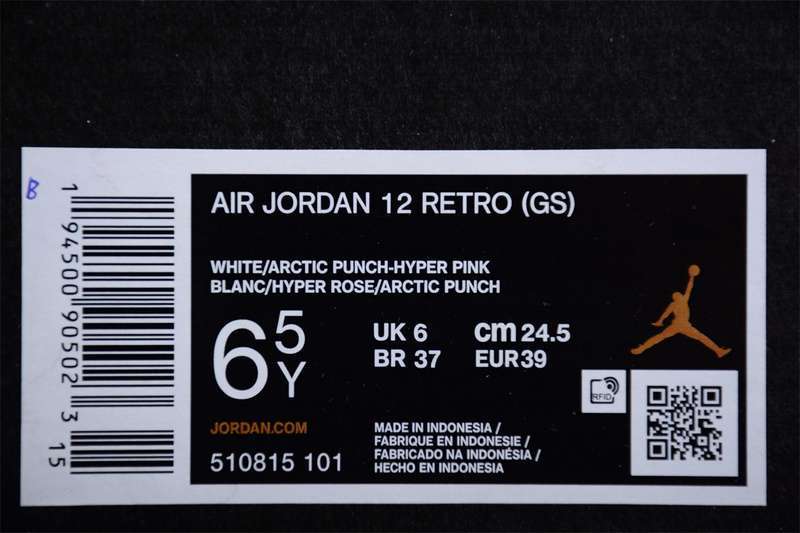 B
1 94500 90502 3 15
AIR JORDAN 12 RETRO (GS)
WHITE/ARCTIC PUNCH-HYPER PINK
BLANC/HYPER ROSE/ARCTIC PUNCH
6 5 Y
UK 6 cm 24.5
BR 37 EUR 39
RFID
JORDAN.COM
510815 101
MADE IN INDONESIA /
FABRIQUE EN INDONESIE /
FABRICADO NA INDONÉSIA /
HECHO EN INDONESIA